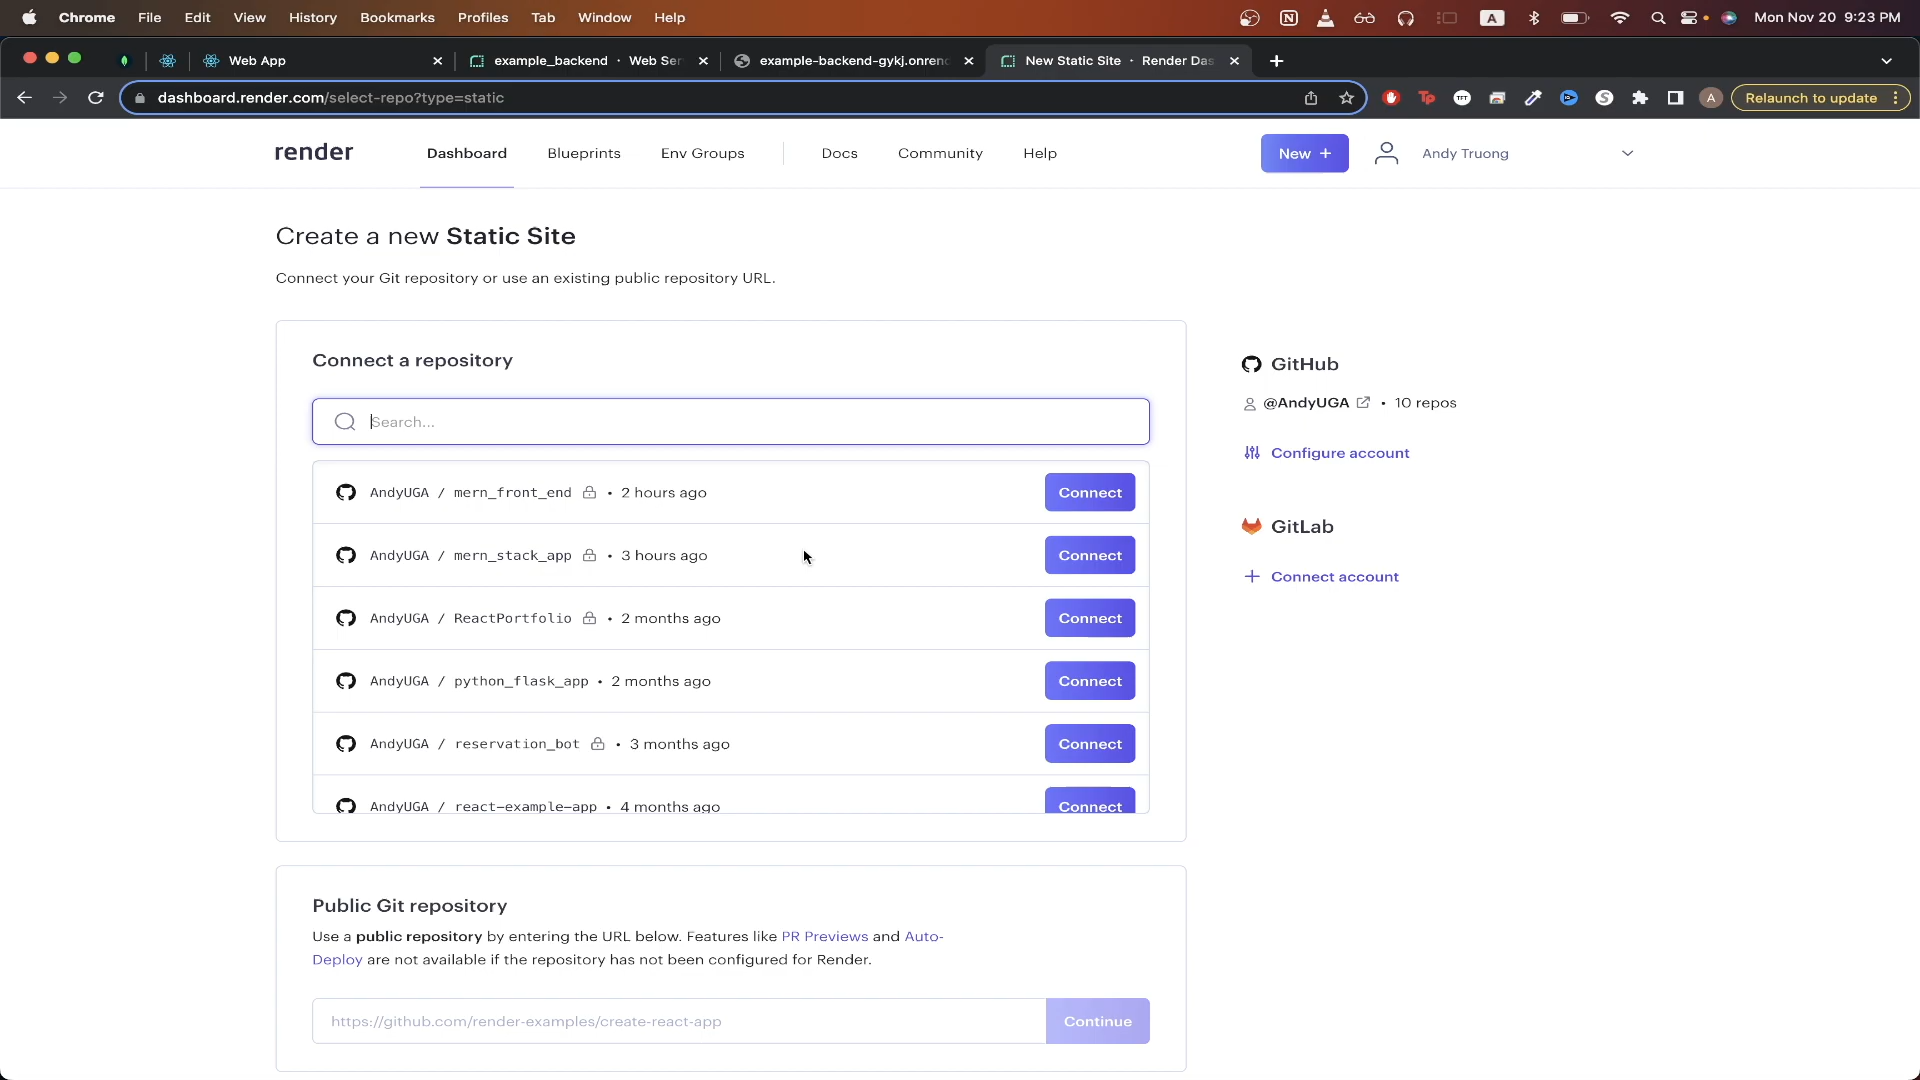 Chrome File Edit View History Bookmarks Profiles Tab Window Help A Mon Nov 20 9:23 PM
Web App example_backend · Web Ser example-backend-gykj.onren New Static Site · Render Das
dashboard.render.com/select-repo?type=static Tp A Relaunch to update
render Dashboard Blueprints Env Groups Docs Community Help New + Andy Truong
Create a new Static Site
Connect your Git repository or use an existing public repository URL.
Connect a repository
Search...
AndyUGA / mern_front_end • 2 hours ago Connect
AndyUGA / mern_stack_app • 3 hours ago Connect
AndyUGA / ReactPortfolio • 2 months ago Connect
AndyUGA / python_flask_app • 2 months ago Connect
AndyUGA / reservation_bot • 3 months ago Connect
AndyUGA / react-example-app • 4 months ago Connect
GitHub
@AndyUGA • 10 repos
Configure account
GitLab
Connect account
Public Git repository
Use a public repository by entering the URL below. Features like PR Previews and Auto-
Deploy are not available if the repository has not been configured for Render.
https://github.com/render-examples/create-react-app Continue